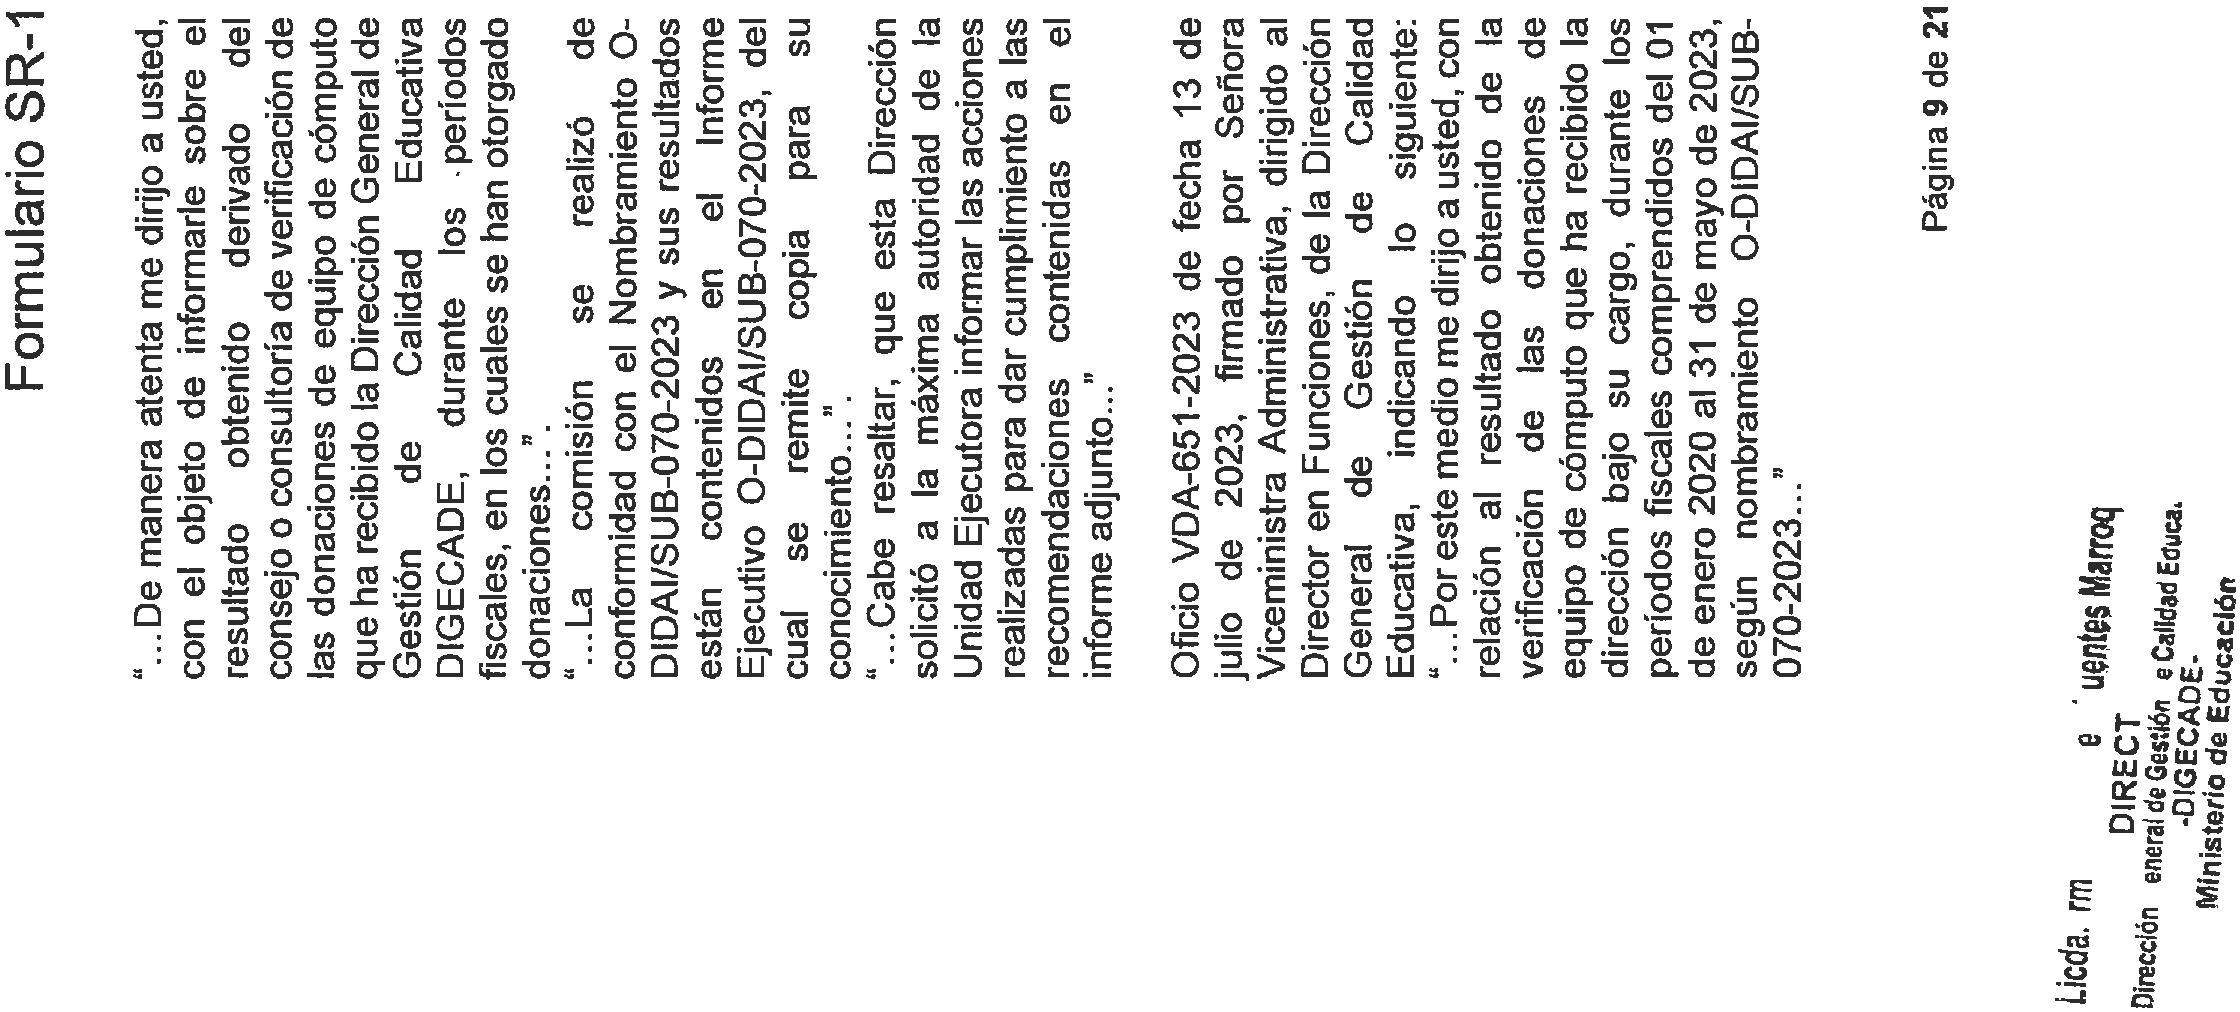 Formulario SR-1
“…De manera atenta me dirijo a usted,
con el objeto de informarle sobre el
resultado obtenido derivado del
consejo o consultoría de verificación de
las donaciones de equipo de cómputo
que ha recibido la Dirección General de
Gestión de Calidad Educativa
DIGECADE, durante los períodos
fiscales, en los cuales se han otorgado
donaciones…”
“…La comisión se realizó de
conformidad con el Nombramiento O-
DIDAI/SUB-070-2023 y sus resultados
están contenidos en el Informe
Ejecutivo O-DIDAI/SUB-070-2023, del
cual se remite copia para su
conocimiento…”
“…Cabe resaltar, que esta Dirección
solicitó a la máxima autoridad de la
Unidad Ejecutora informar las acciones
realizadas para dar cumplimiento a las
recomendaciones contenidas en el
informe adjunto…”
Oficio VDA-651-2023 de fecha 13 de
julio de 2023, firmado por Señora
Viceministra Administrativa, dirigido al
Director en Funciones, de la Dirección
General de Gestión de Calidad
Educativa, indicando lo siguiente:
“…Por este medio me dirijo a usted, con
relación al resultado obtenido de la
verificación de las donaciones de
equipo de cómputo que ha recibido la
dirección bajo su cargo, durante los
períodos fiscales comprendidos del 01
de enero 2020 al 31 de mayo de 2023,
según nombramiento O-DIDAI/SUB-
070-2023…”
Página 9 de 21
Licda. rm e uentes Marroq
DIRECT
Dirección eneral de Gestión e Calidad Educa.
-DIGECADE-
Ministerio de Educación